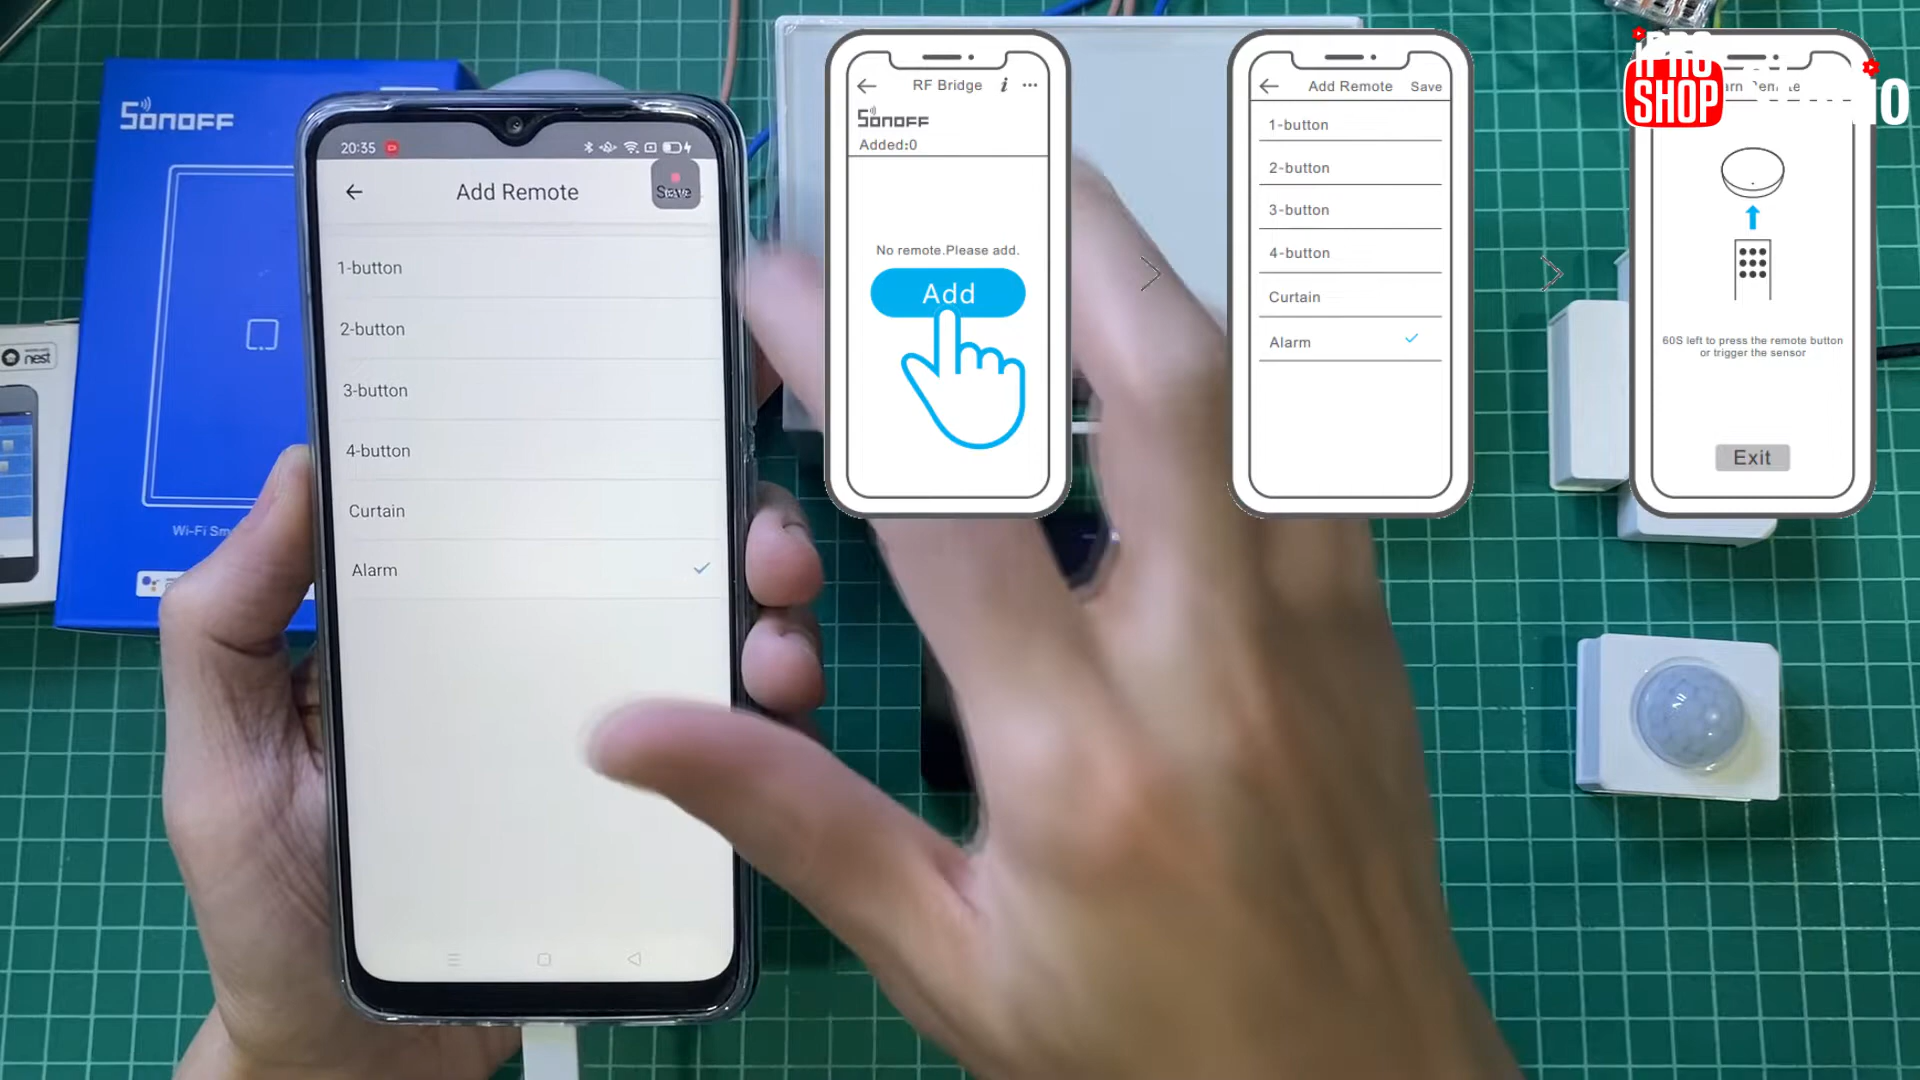 SONOFF
nest
Wi-Fi Sm
20:35
Add Remote
Save
1-button
2-button
3-button
4-button
Curtain
Alarm
RF Bridge
SONOFF
Added:0
No remote.Please add.
Add
Add Remote
Save
1-button
2-button
3-button
4-button
Curtain
Alarm
SHOP
60S left to press the remote button
or trigger the sensor
Exit